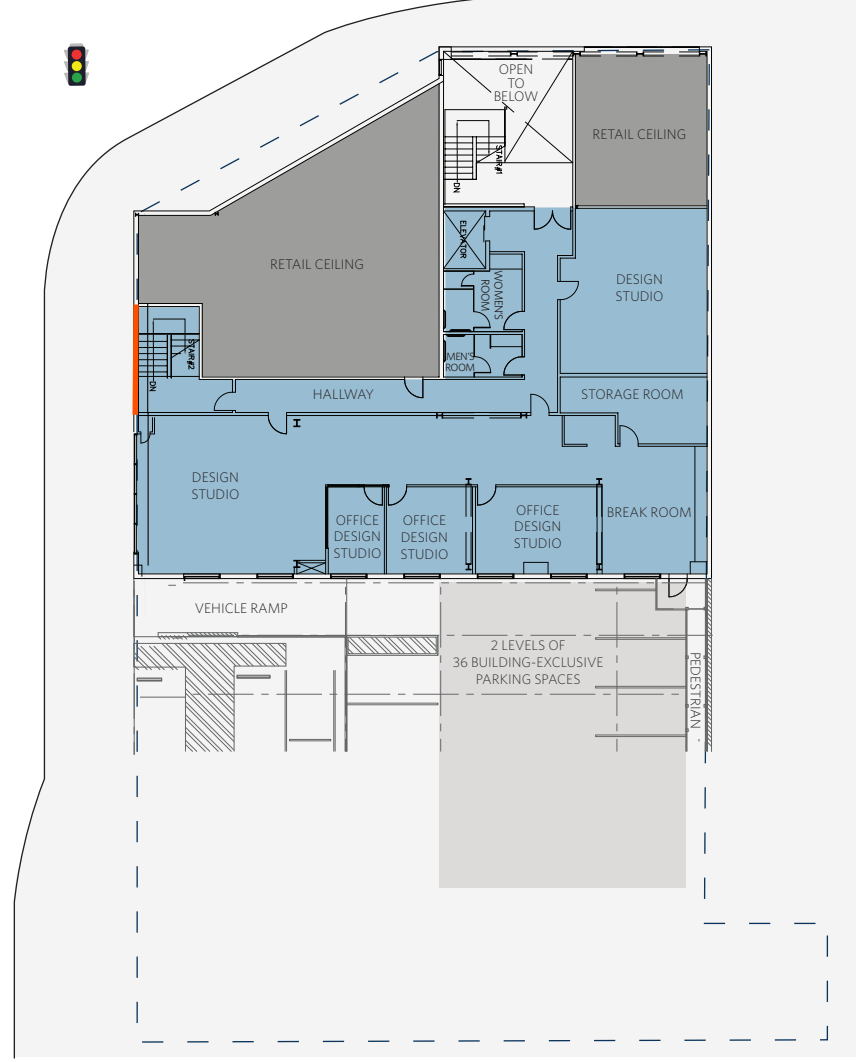 OPEN
TO
BELOW
RETAIL CEILING
STAIR#1
DN
RETAIL CEILING
ELEVATOR
WOMEN'S
ROOM
DESIGN
STUDIO
STAIR#2
DN
MEN'S
ROOM
HALLWAY
STORAGE ROOM
DESIGN
STUDIO
OFFICE
DESIGN
STUDIO
OFFICE
DESIGN
STUDIO
OFFICE
DESIGN
STUDIO
BREAK ROOM
VEHICLE RAMP
2 LEVELS OF
36 BUILDING-EXCLUSIVE
PARKING SPACES
PEDESTRIAN